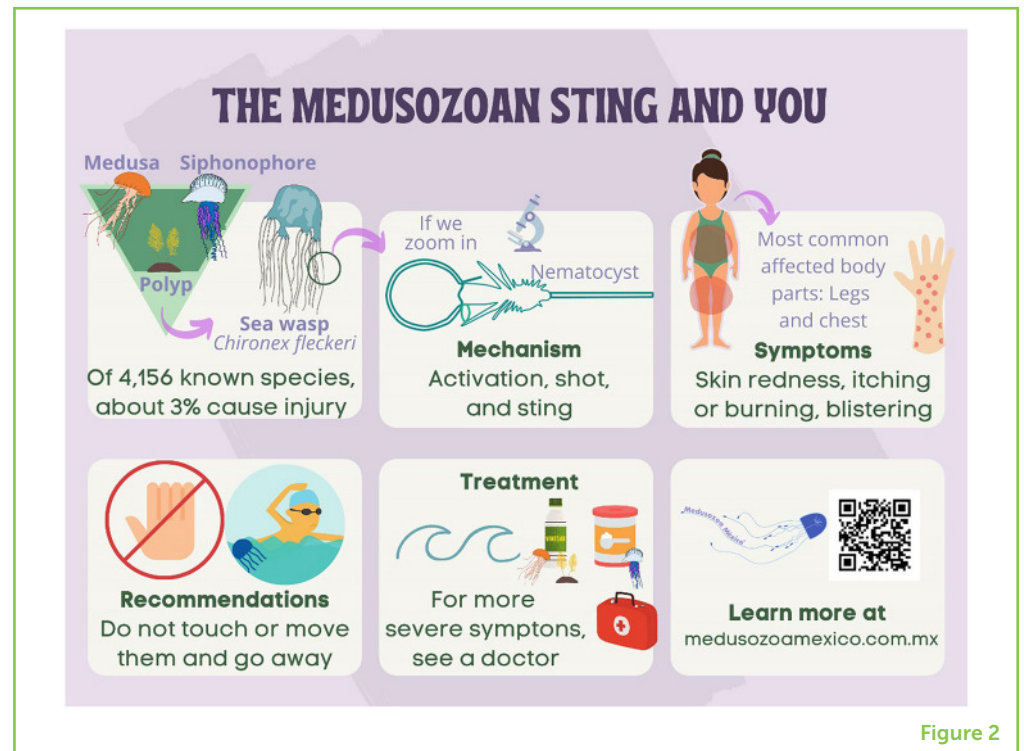 THE MEDUSOZOAN STING AND YOU
Medusa
Siphonophore
Polyp
Sea wasp
Chironex fleckeri
Of 4,156 known species,
about 3% cause injury
If we
zoom in
Nematocyst
Mechanism
Activation, shot,
and sting
Most common
affected body
parts: Legs
and chest
Symptoms
Skin redness, itching
or burning, blistering
Recommendations
Do not touch or move
them and go away
Treatment
VINEGAR
For more
severe symptons,
see a doctor
Medusozoa México
Learn more at
medusozoamexico.com.mx
Figure 2